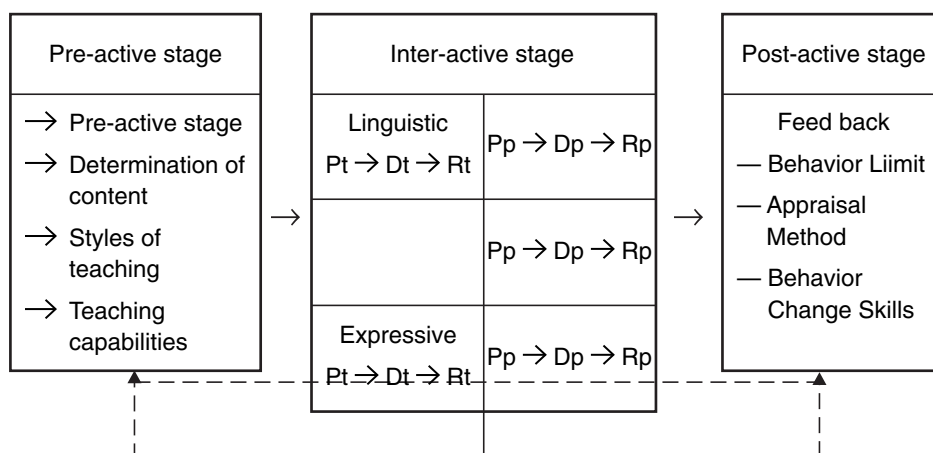 Pre-active stage
→ Pre-active stage
→ Determination of
content
→ Styles of
teaching
→ Teaching
capabilities
Inter-active stage
Linguistic
Pt → Dt → Rt
Pp → Dp → Rp
Pp → Dp → Rp
Expressive
Pt → Dt → Rt
Pp → Dp → Rp
Post-active stage
Feed back
— Behavior Liimit
— Appraisal
Method
— Behavior
Change Skills